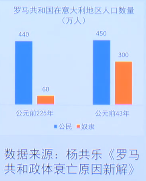 罗马共和国在意大利地区人口数量
（万人）
440
60
450
300
公元前225年
公元前43年
公民 奴隶
数据来源：杨共乐《罗马
共和政体衰亡原因新解》